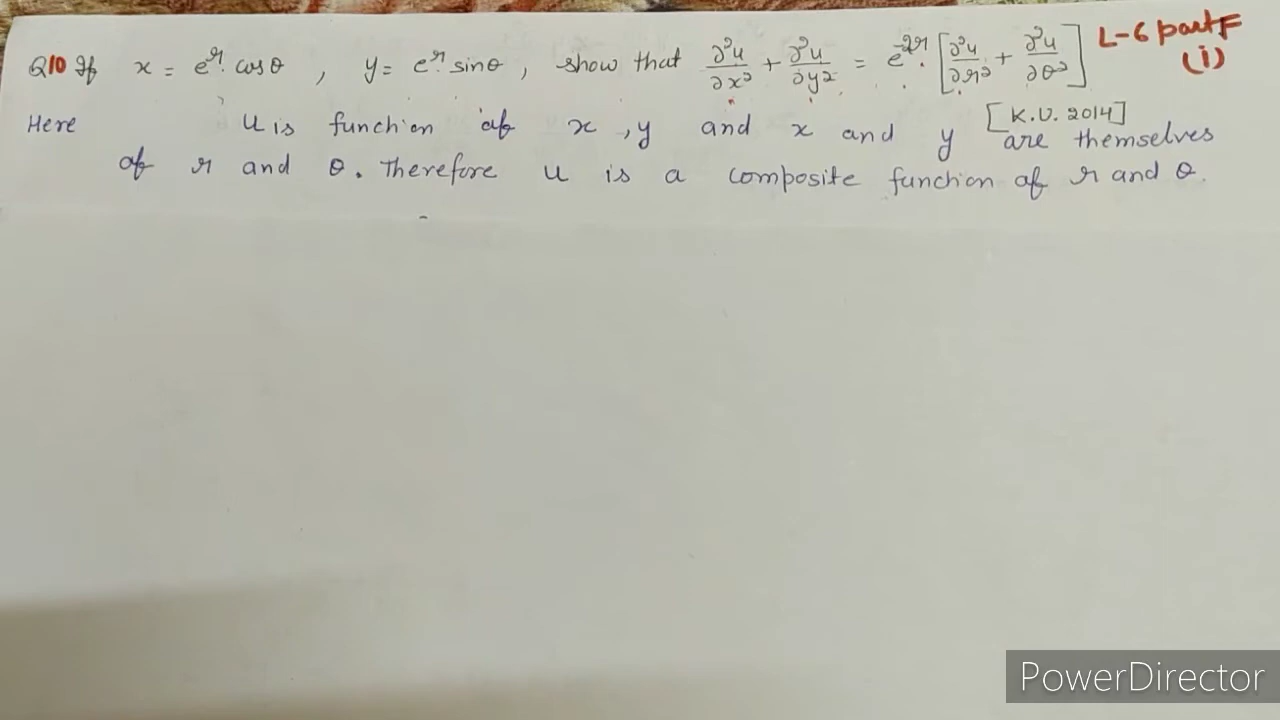 Q10 If x = e^r. cosθ , y = e^r. sinθ , show that ∂²u/∂x² + ∂²u/∂y² = e^-2r . [∂²u/∂r² + ∂²u/∂θ²] L-6 part F
(i)
[K.U. 2014]
Here u is function of x , y and x and y are themselves
of r and θ. Therefore u is a composite function of r and θ.
PowerDirector